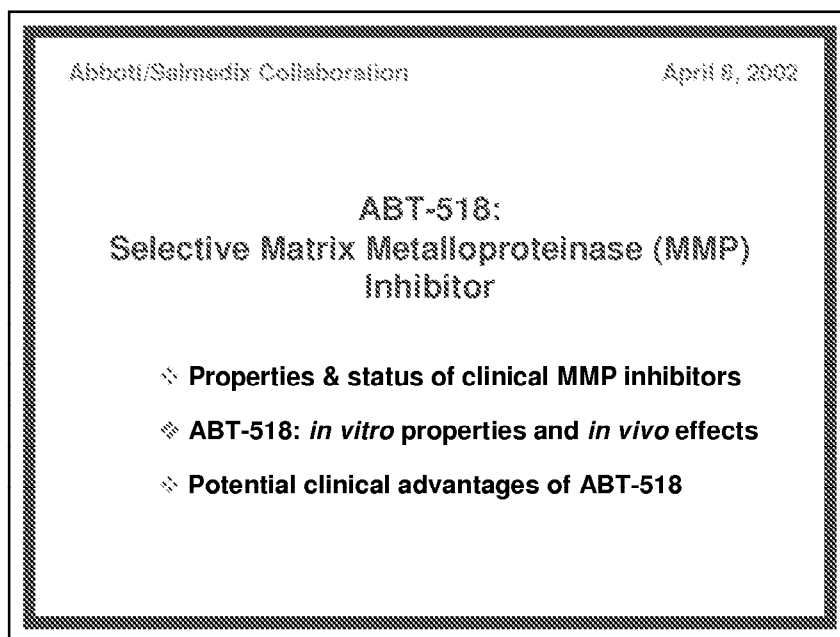 Abbott/Salmedix Collaboration
April 8, 2002
ABT-518:
Selective Matrix Metalloproteinase (MMP)
Inhibitor
Properties & status of clinical MMP inhibitors
ABT-518: in vitro properties and in vivo effects
Potential clinical advantages of ABT-518